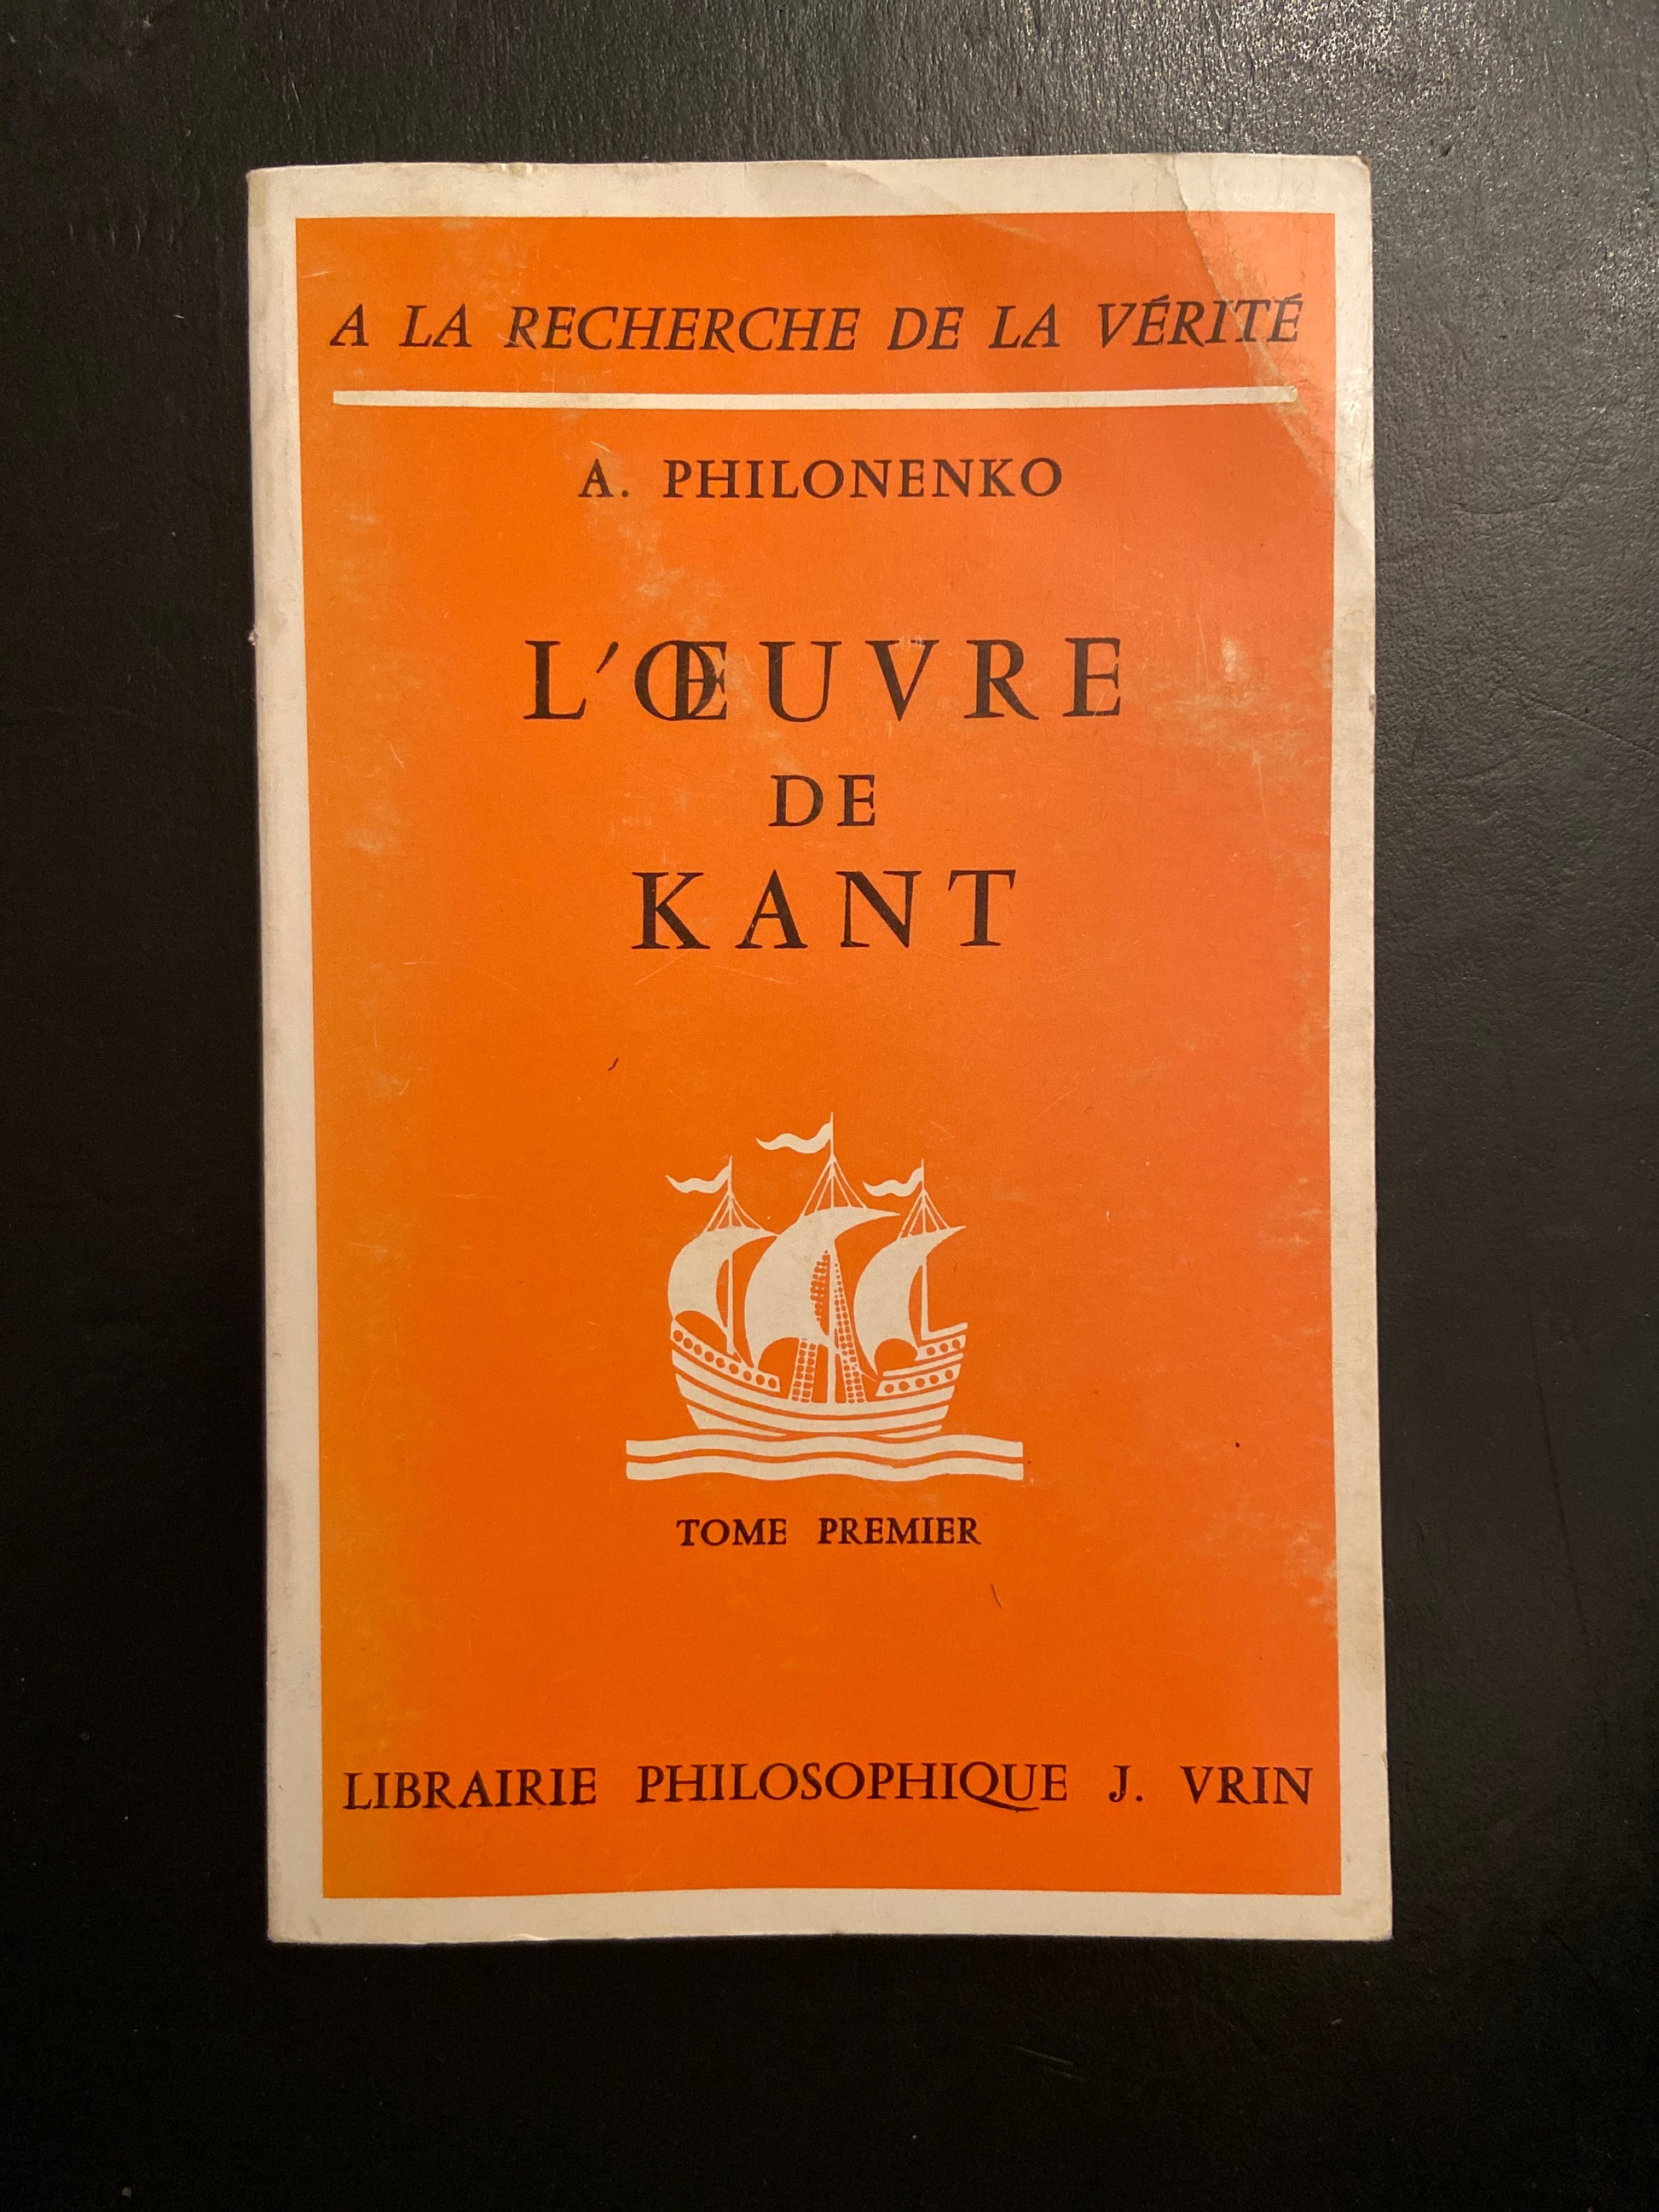 A LA RECHERCHE DE LA VÉRITÉ
A. PHILONENKO
L'ŒUVRE
DE
KANT
TOME PREMIER
LIBRAIRIE PHILOSOPHIQUE J. VRIN